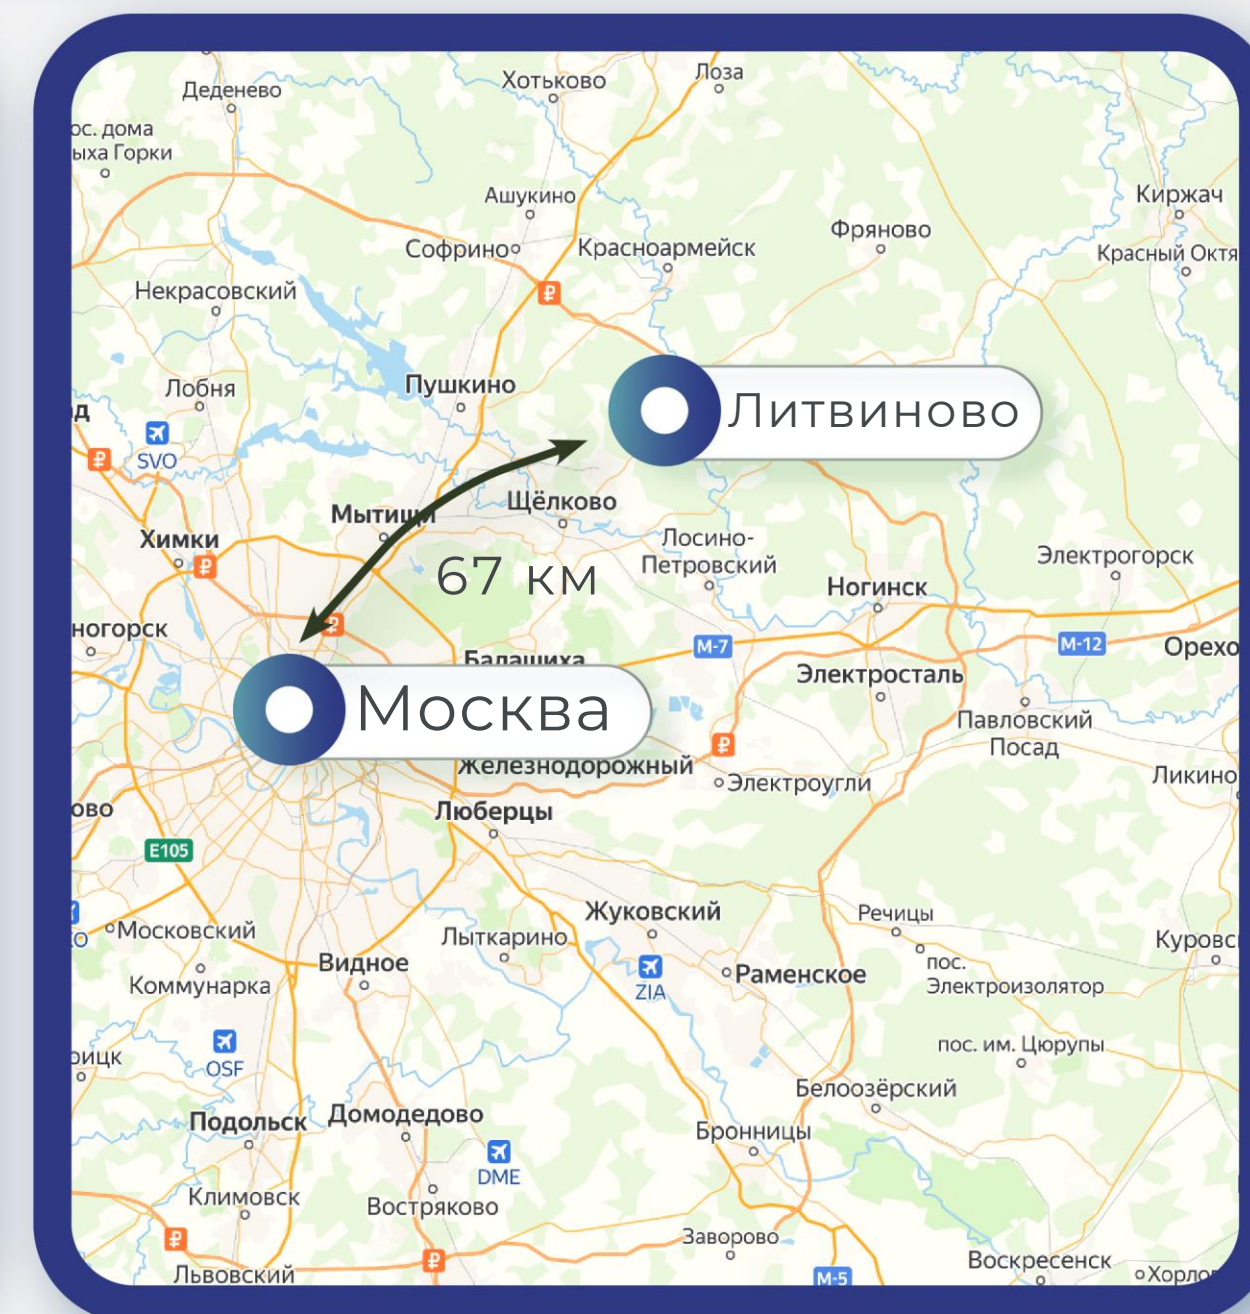 Деденево
Хотьково
Лоза
ос. дома
ыха Горки
Ашукино
Киржач
Софрино
Красноармейск
Фряново
Красный Октя
Некрасовский
₽
Лобня
Пушкино
Литвиново
д
SVO
₽
Мытищи
Щёлково
Химки
₽
67 км
Лосино-
Петровский
Ногинск
Электрогорск
ногорск
₽
М-7
М-12
Орехо
Балашиха
Электросталь
Москва
Павловский
Посад
₽
Железнодорожный
Электроугли
Ликино
ово
Люберцы
E105
Московский
Лыткарино
Жуковский
Речицы
Куровс
Коммунарка
Видное
ZIA
Раменское
пос.
Электроизолятор
OSF
оицк
пос. им. Цюрупы
Белоозёрский
Подольск
Домодедово
Бронницы
DME
Климовск
Востряково
Заворово
₽
Львовский
₽
М-5
Воскресенск
Хорло